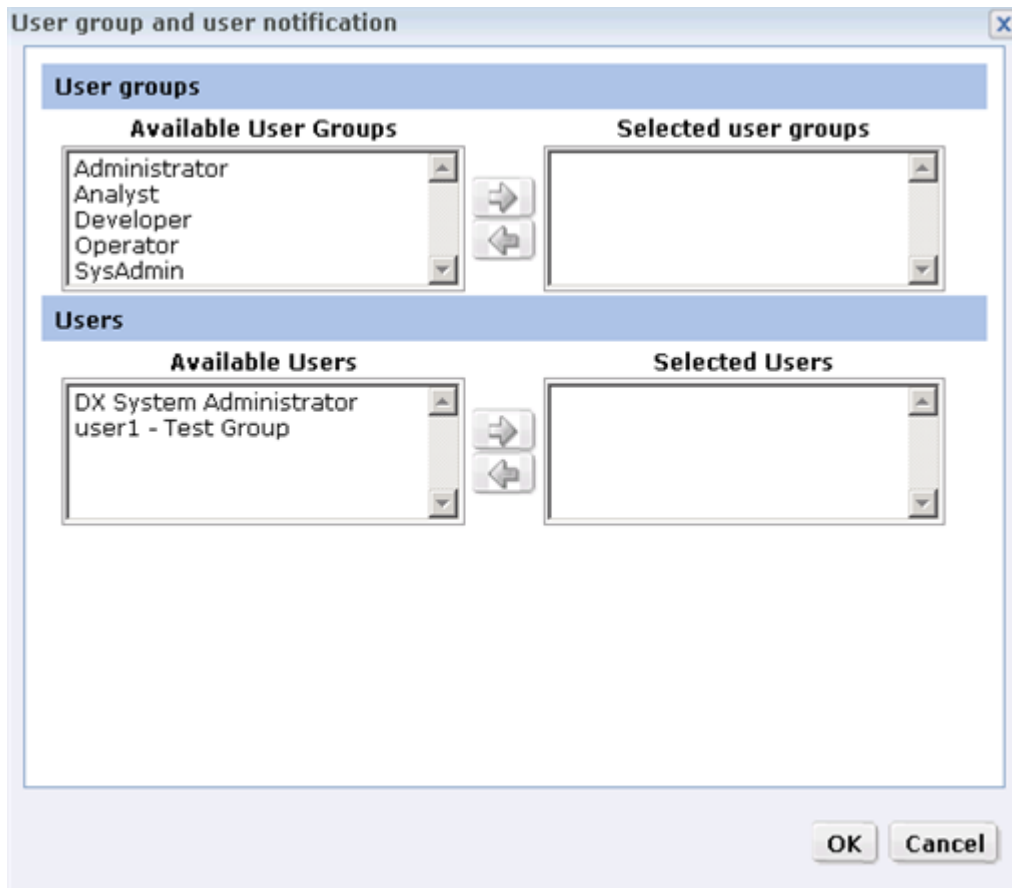 User group and user notification
User groups
Available User Groups
Selected user groups
Administrator
Analyst
Developer
Operator
SysAdmin
Users
Available Users
Selected Users
DX System Administrator
user1 - Test Group
OK
Cancel